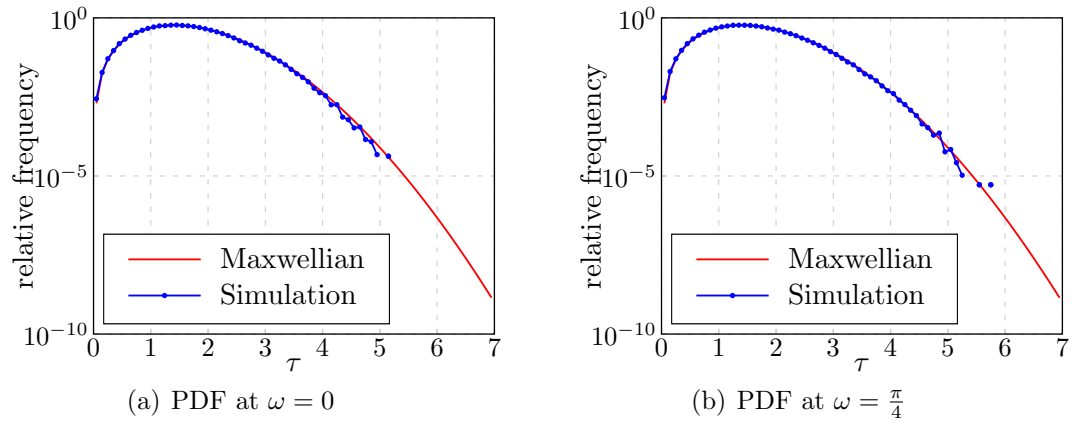 relative frequency
10^0
10^−5
10^−10
Maxwellian
Simulation
0 1 2 3 4 5 6 7
τ
(a) PDF at ω = 0
relative frequency
10^0
10^−5
10^−10
Maxwellian
Simulation
0 1 2 3 4 5 6 7
τ
(b) PDF at ω = π/4